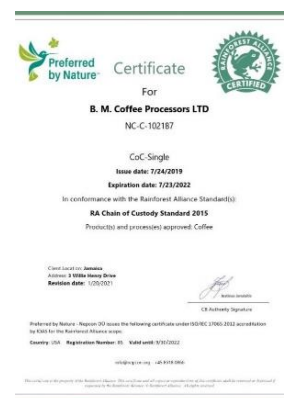 Preferred
by Nature
RAINFOREST ALLIANCE
CERTIFIED
Certificate
For
B. M. Coffee Processors LTD
NC-C-102187
CoC-Single
Issue date: 7/24/2019
Expiration date: 7/23/2022
In conformance with the Rainforest Alliance Standard(s):
RA Chain of Custody Standard 2015
Product(s) and process(es) approved: Coffee
Client Location: Jamaica
Address: 3 Willie Henry Drive
Revision date: 1/20/2021
CB Authority Signature
Preferred by Nature - Nepcon OÜ issues the following certificate under ISO/IEC 17065:2012 accreditation
by IOAS for the Rainforest Alliance scope:
Country: USA Registration Number: 85 Valid until: